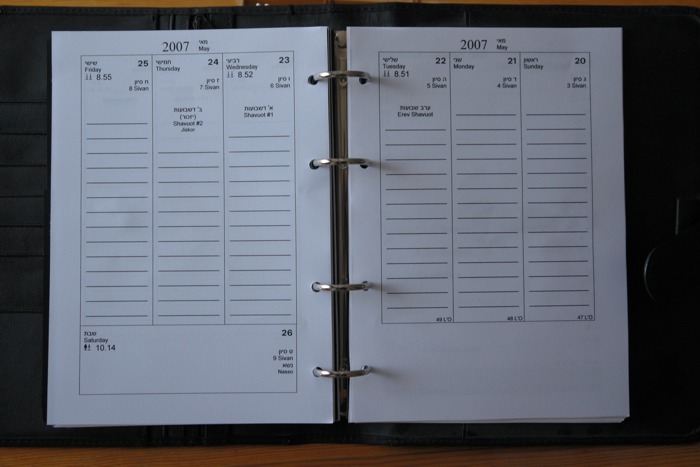 2007 מאי
May
ראשון 20
Sunday
ג סיון
3 Sivan
47 L'O
שני 21
Monday
ד סיון
4 Sivan
48 L'O
שלישי 22
Tuesday
8.51
ה סיון
5 Sivan
ערב שבועות
Erev Shavuot
49 L'O
2007 מאי
May
רביעי 23
Wednesday
8.52
ו סיון
6 Sivan
א' דשבועות
Shavuot #1
חמישי 24
Thursday
ז סיון
7 Sivan
ב' דשבועות
(יזכור)
Shavuot #2
Jiskor
שישי 25
Friday
8.55
ח סיון
8 Sivan
שבת 26
Saturday
10.14
ט סיון
9 Sivan
נשא
Nasso